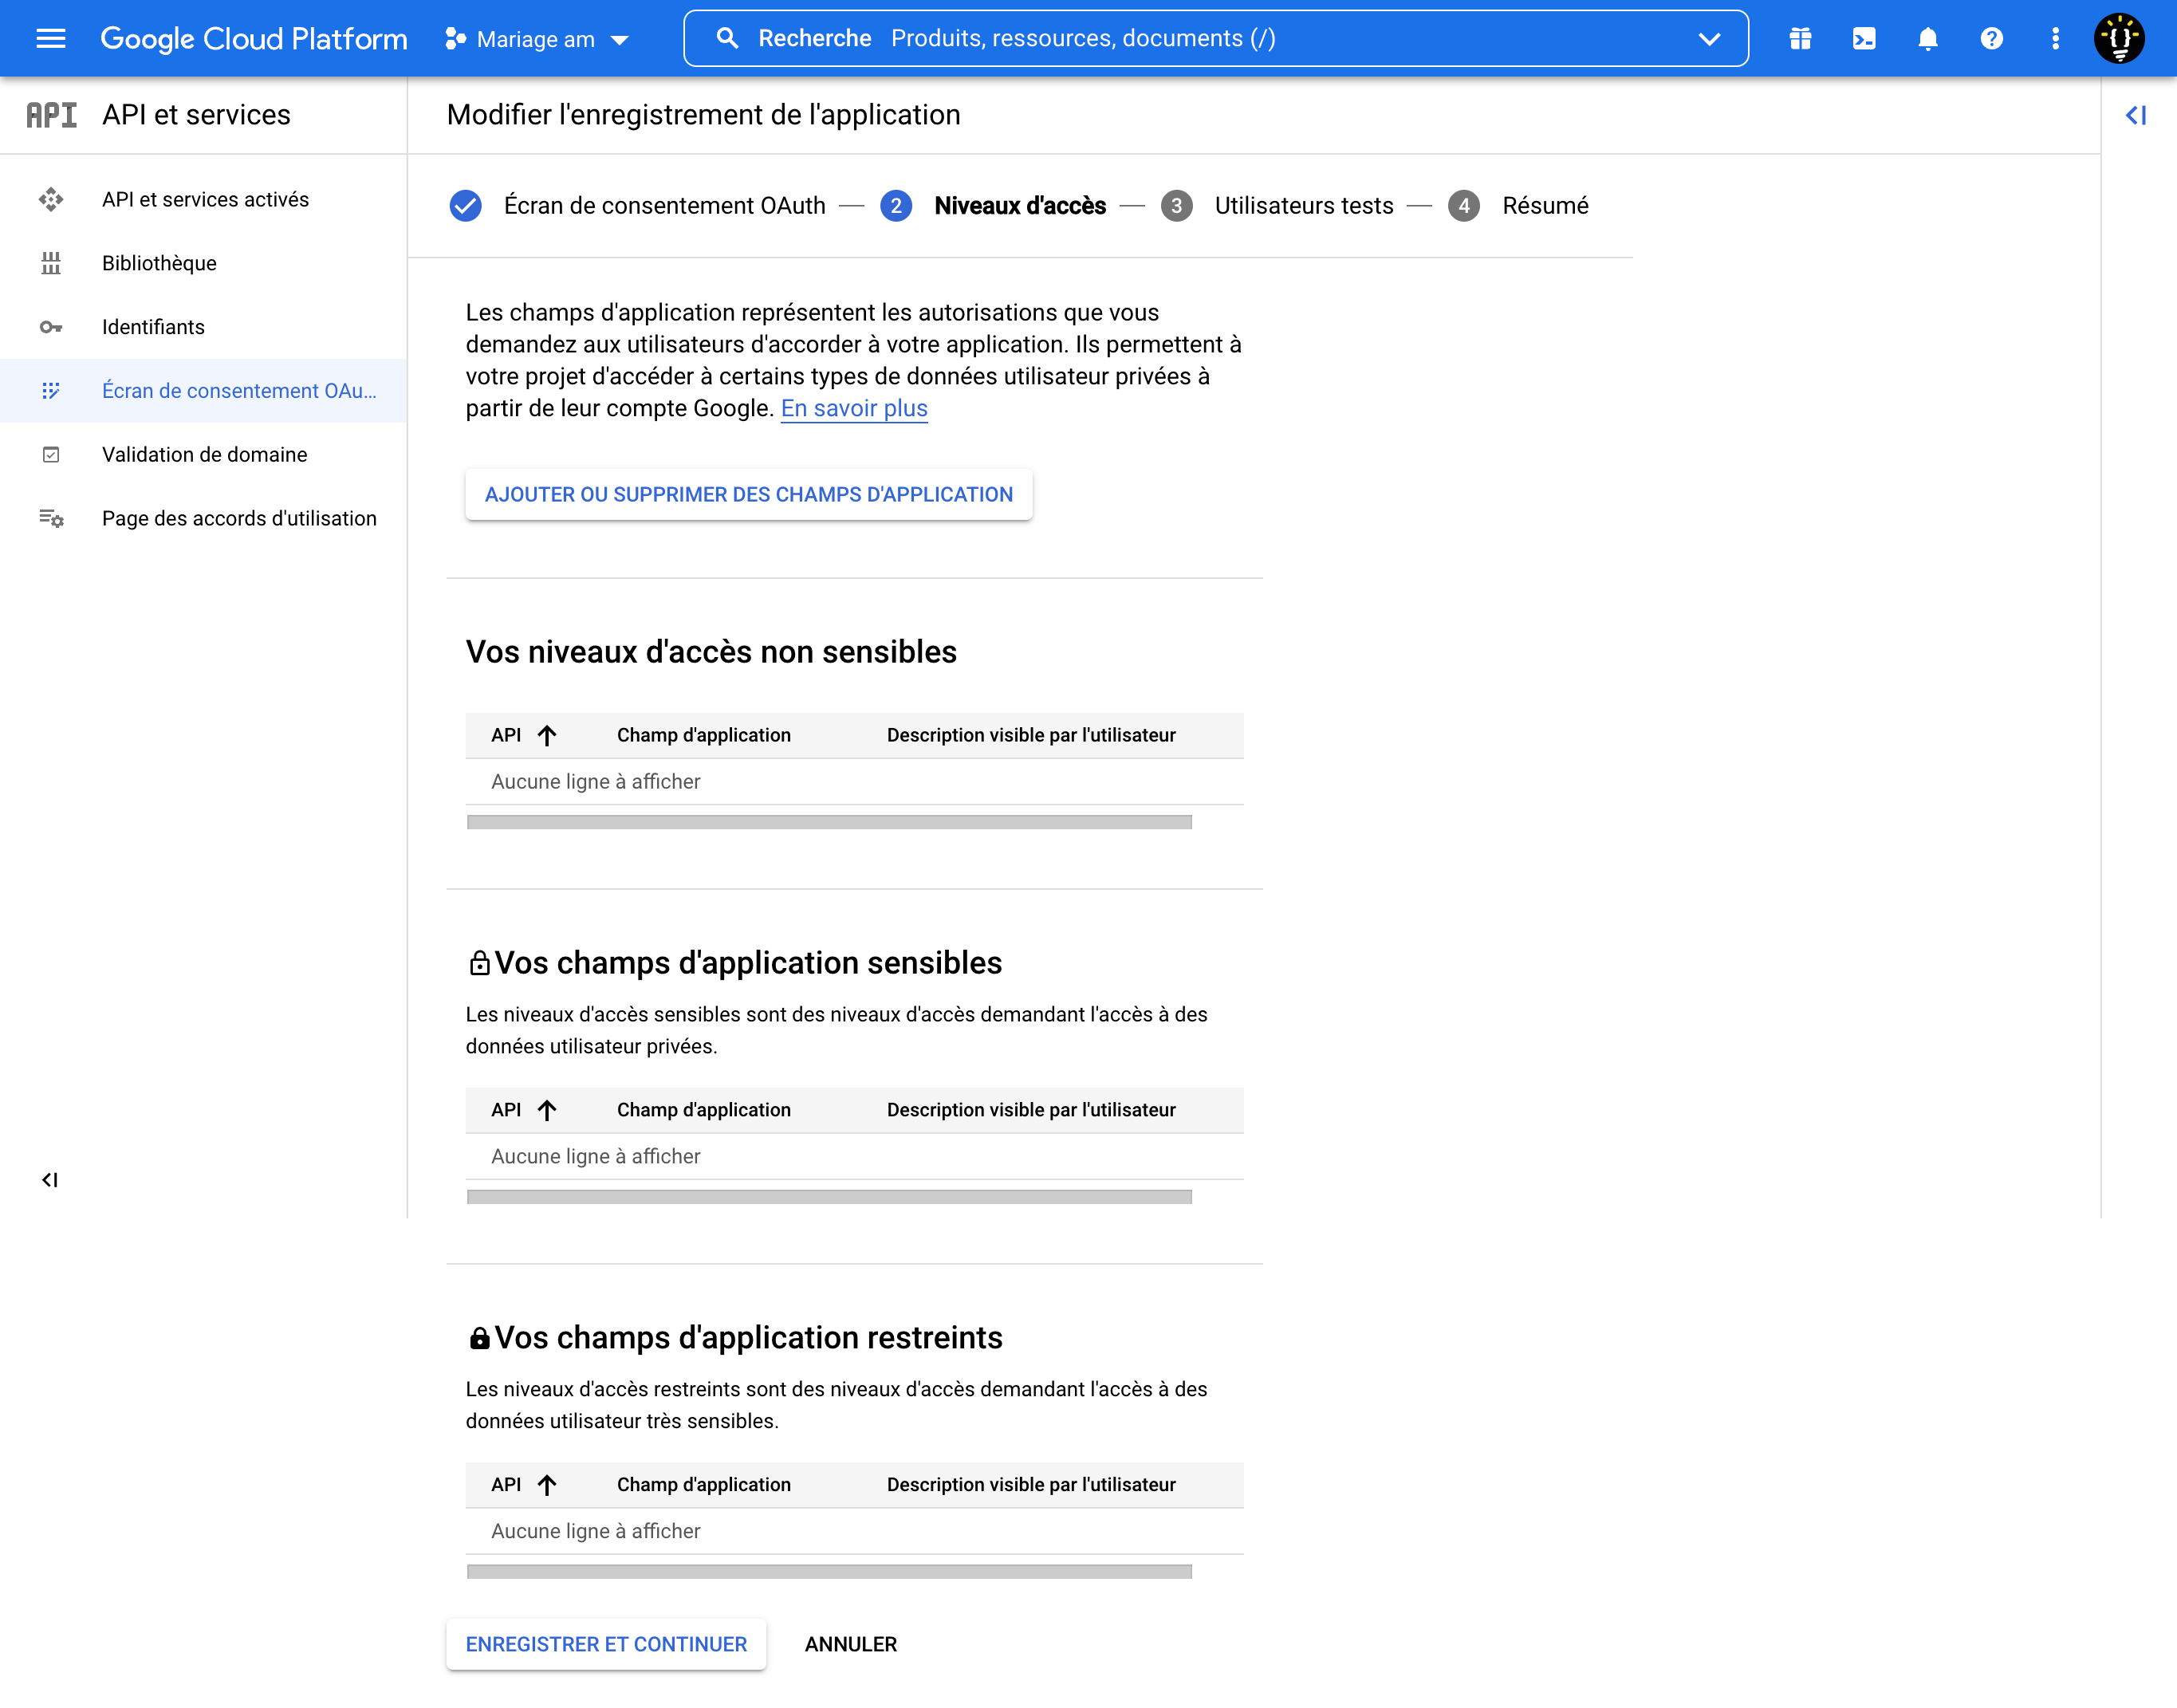 Google Cloud Platform
Mariage am
Recherche Produits, ressources, documents (/)
API API et services
API et services activés
Bibliothèque
Identifiants
Écran de consentement OAu...
Validation de domaine
Page des accords d'utilisation
Modifier l'enregistrement de l'application
Écran de consentement OAuth — 2 Niveaux d'accès — 3 Utilisateurs tests — 4 Résumé
Les champs d'application représentent les autorisations que vous
demandez aux utilisateurs d'accorder à votre application. Ils permettent à
votre projet d'accéder à certains types de données utilisateur privées à
partir de leur compte Google. En savoir plus
AJOUTER OU SUPPRIMER DES CHAMPS D'APPLICATION
Vos niveaux d'accès non sensibles
API Champ d'application Description visible par l'utilisateur
Aucune ligne à afficher
Vos champs d'application sensibles
Les niveaux d'accès sensibles sont des niveaux d'accès demandant l'accès à des
données utilisateur privées.
API Champ d'application Description visible par l'utilisateur
Aucune ligne à afficher
Vos champs d'application restreints
Les niveaux d'accès restreints sont des niveaux d'accès demandant l'accès à des
données utilisateur très sensibles.
API Champ d'application Description visible par l'utilisateur
Aucune ligne à afficher
ENREGISTRER ET CONTINUER ANNULER